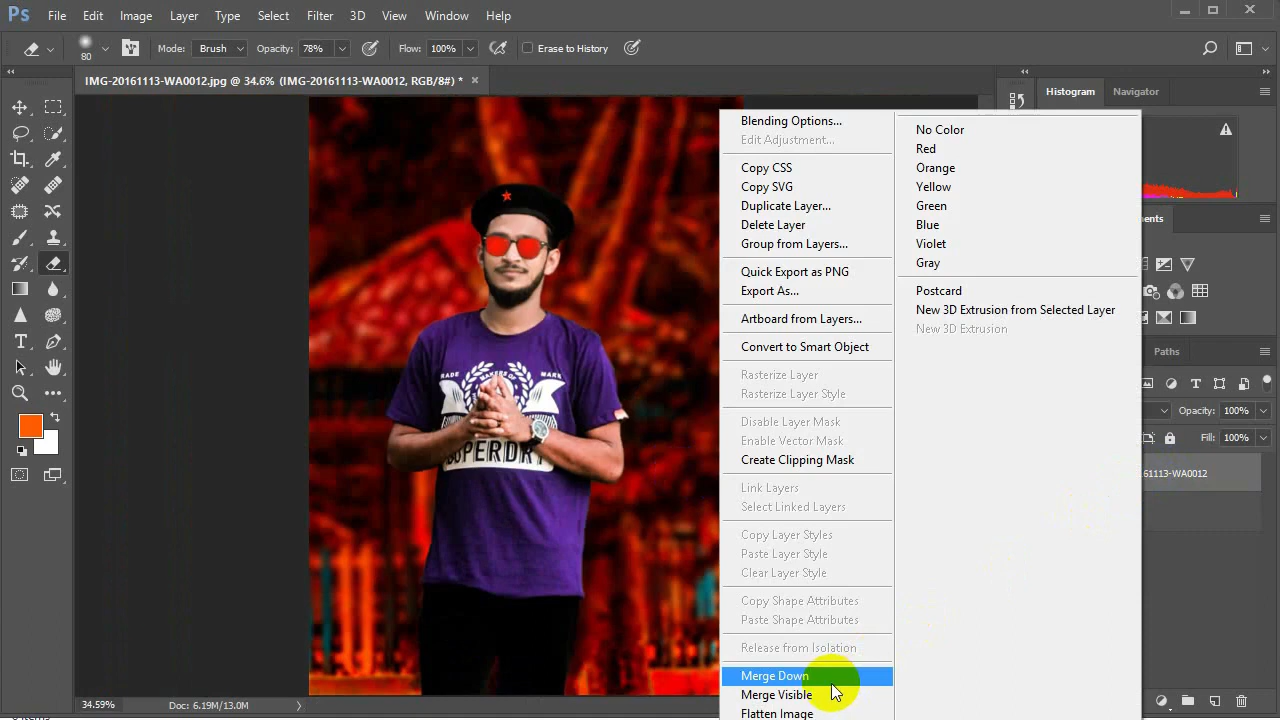 Ps File Edit Image Layer Type Select Filter 3D View Window Help
80 Mode: Brush Opacity: 78% Flow: 100% Erase to History
IMG-20161113-WA0012.jpg @ 34.6% (IMG-20161113-WA0012, RGB/8#) * ×
Histogram Navigator
Blending Options...
Edit Adjustment...
Copy CSS
Copy SVG
Duplicate Layer...
Delete Layer
Group from Layers...
Quick Export as PNG
Export As...
Artboard from Layers...
Convert to Smart Object
Rasterize Layer
Rasterize Layer Style
Disable Layer Mask
Enable Vector Mask
Create Clipping Mask
Link Layers
Select Linked Layers
Copy Layer Styles
Paste Layer Style
Clear Layer Style
Copy Shape Attributes
Paste Shape Attributes
Release from Isolation
Merge Down
Merge Visible
Flatten Image
No Color
Red
Orange
Yellow
Green
Blue
Violet
Gray
Postcard
New 3D Extrusion from Selected Layer
New 3D Extrusion
ments
Paths
Opacity: 100%
Fill: 100%
61113-WA0012
MAKERS OF
RADE MARK
SUPERDRY
34.59% Doc: 6.19M/13.0M